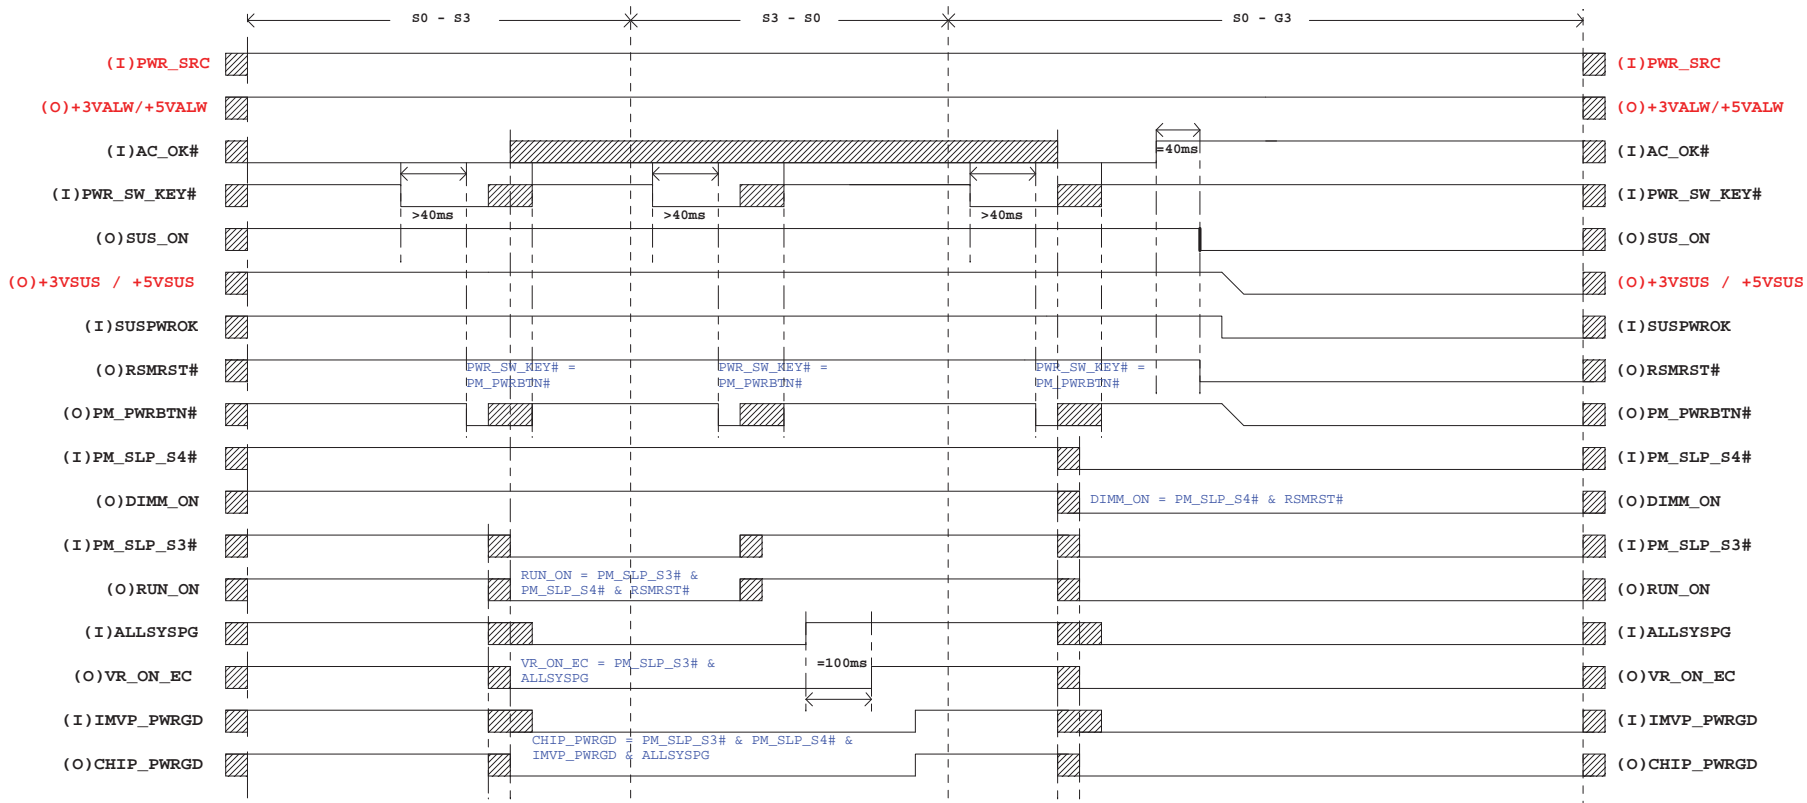 S0 - S3 S3 - S0 S0 - G3
(I)PWR_SRC (I)PWR_SRC
(O)+3VALW/+5VALW (O)+3VALW/+5VALW
(I)AC_OK# =40ms (I)AC_OK#
(I)PWR_SW_KEY# (I)PWR_SW_KEY#
>40ms >40ms >40ms
(O)SUS_ON (O)SUS_ON
(O)+3VSUS / +5VSUS (O)+3VSUS / +5VSUS
(I)SUSPWROK (I)SUSPWROK
(O)RSMRST# (O)RSMRST#
PWR_SW_KEY# = PWR_SW_KEY# = PWR_SW_KEY# =
PM_PWRBTN# PM_PWRBTN# PM_PWRBTN#
(O)PM_PWRBTN# (O)PM_PWRBTN#
(I)PM_SLP_S4# (I)PM_SLP_S4#
(O)DIMM_ON DIMM_ON = PM_SLP_S4# & RSMRST# (O)DIMM_ON
(I)PM_SLP_S3# (I)PM_SLP_S3#
RUN_ON = PM_SLP_S3# &
(O)RUN_ON PM_SLP_S4# & RSMRST# (O)RUN_ON
(I)ALLSYSPG (I)ALLSYSPG
VR_ON_EC = PM_SLP_S3# & =100ms
(O)VR_ON_EC ALLSYSPG (O)VR_ON_EC
(I)IMVP_PWRGD (I)IMVP_PWRGD
CHIP_PWRGD = PM_SLP_S3# & PM_SLP_S4# &
IMVP_PWRGD & ALLSYSPG
(O)CHIP_PWRGD (O)CHIP_PWRGD